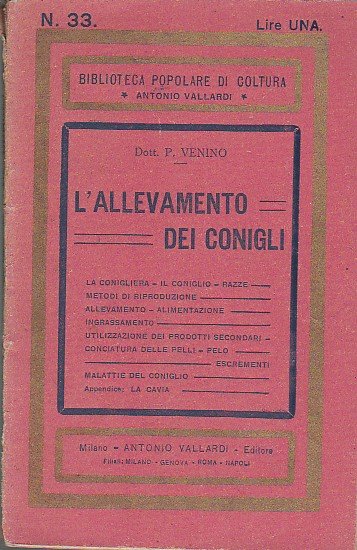 N. 33. Lire UNA.
BIBLIOTECA POPOLARE DI COLTURA
* ANTONIO VALLARDI *
Dott. P. VENINO
L'ALLEVAMENTO
DEI CONIGLI
LA CONIGLIERA – IL CONIGLIO – RAZZE
METODI DI RIPRODUZIONE
ALLEVAMENTO – ALIMENTAZIONE
INGRASSAMENTO
UTILIZZAZIONE DEI PRODOTTI SECONDARI –
CONCIATURA DELLE PELLI – PELO
ESCREMENTI
MALATTIE DEL CONIGLIO
Appendice: LA CAVIA
Milano – ANTONIO VALLARDI – Editore
Filiali: MILANO – GENOVA – ROMA – NAPOLI